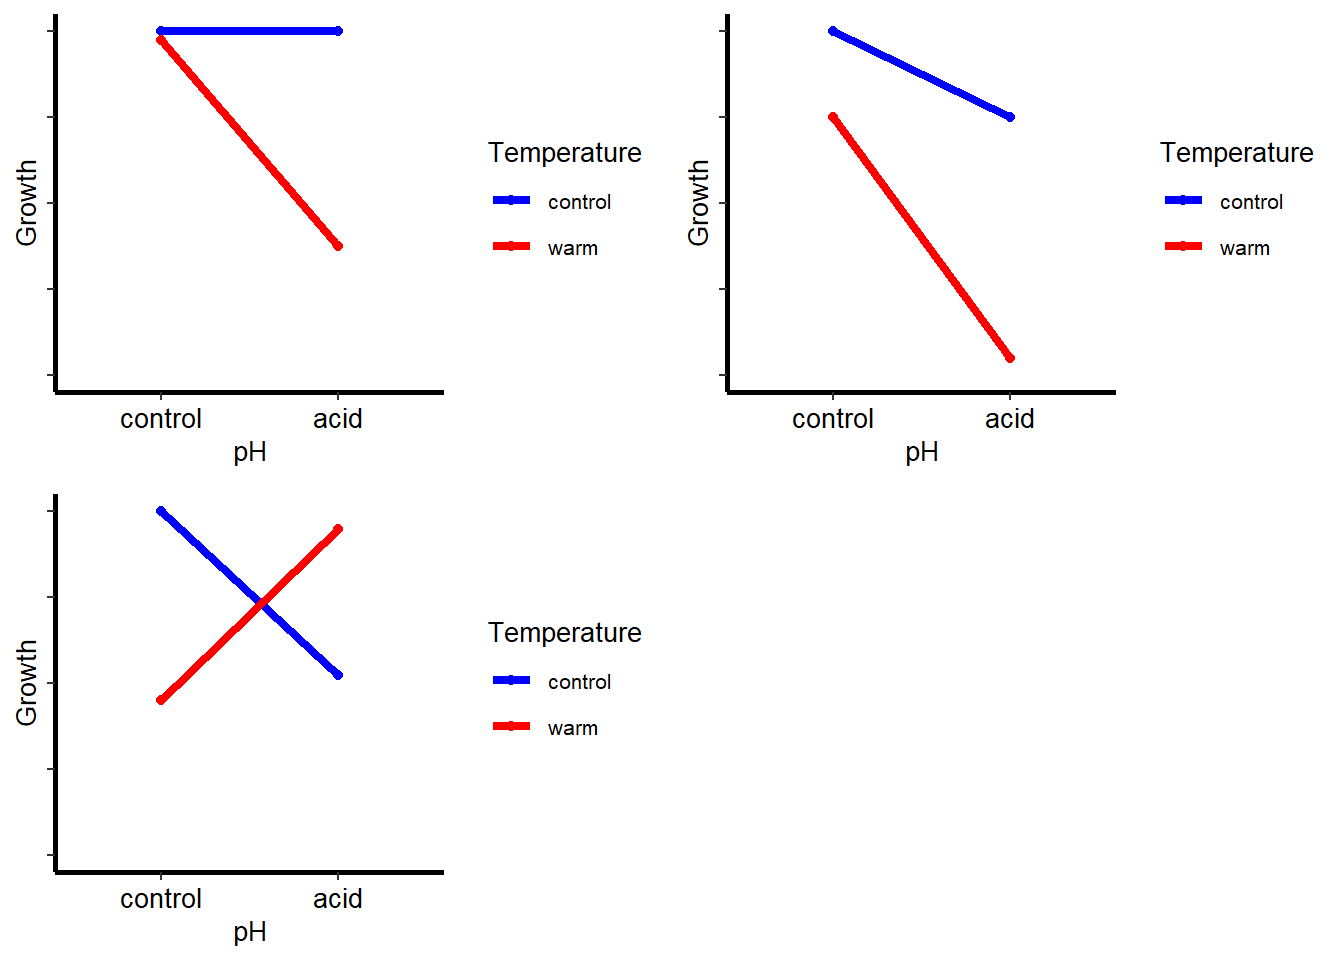 Growth
control
acid
pH
Temperature
control
warm
Growth
control
acid
pH
Temperature
control
warm
Growth
control
acid
pH
Temperature
control
warm